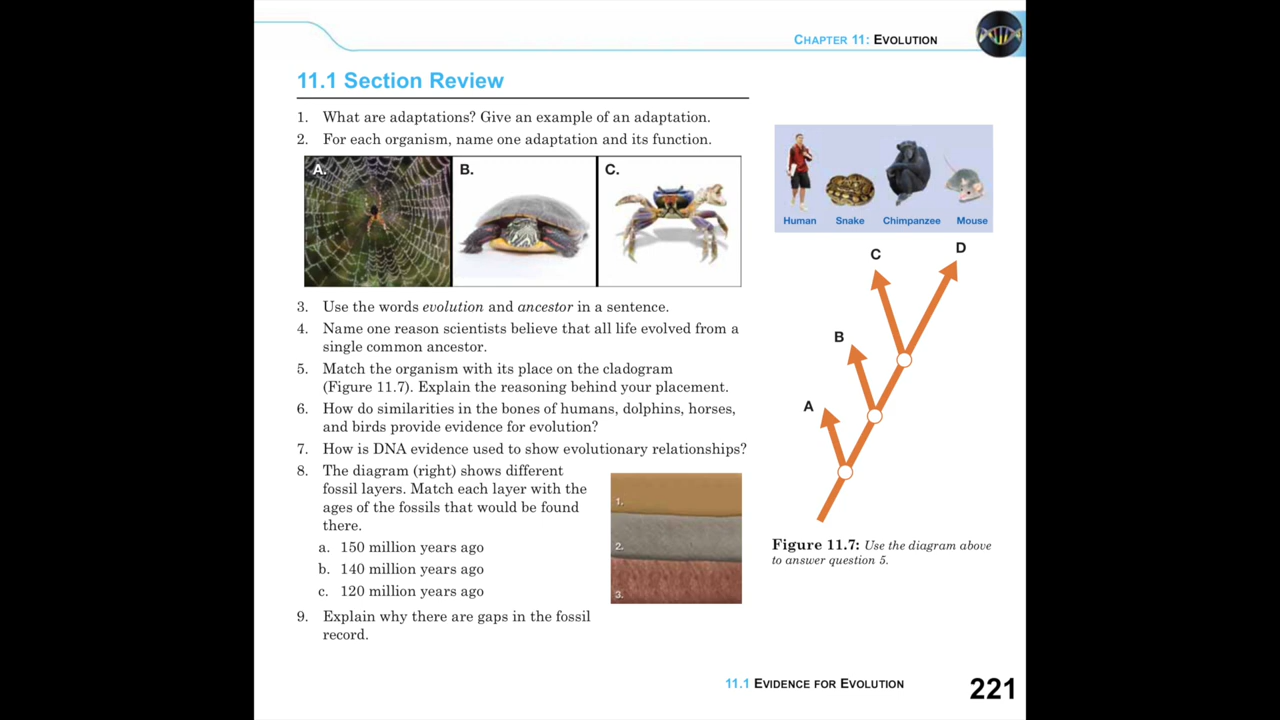 CHAPTER 11: EVOLUTION
11.1 Section Review
1. What are adaptations? Give an example of an adaptation.
2. For each organism, name one adaptation and its function.
A.
B.
C.
3. Use the words evolution and ancestor in a sentence.
4. Name one reason scientists believe that all life evolved from a
single common ancestor.
5. Match the organism with its place on the cladogram
(Figure 11.7). Explain the reasoning behind your placement.
6. How do similarities in the bones of humans, dolphins, horses,
and birds provide evidence for evolution?
7. How is DNA evidence used to show evolutionary relationships?
8. The diagram (right) shows different
fossil layers. Match each layer with the
ages of the fossils that would be found
there.
a. 150 million years ago
b. 140 million years ago
c. 120 million years ago
1.
2.
3.
9. Explain why there are gaps in the fossil
record.
Human Snake Chimpanzee Mouse
A
B
C
D
Figure 11.7: Use the diagram above
to answer question 5.
11.1 EVIDENCE FOR EVOLUTION 221